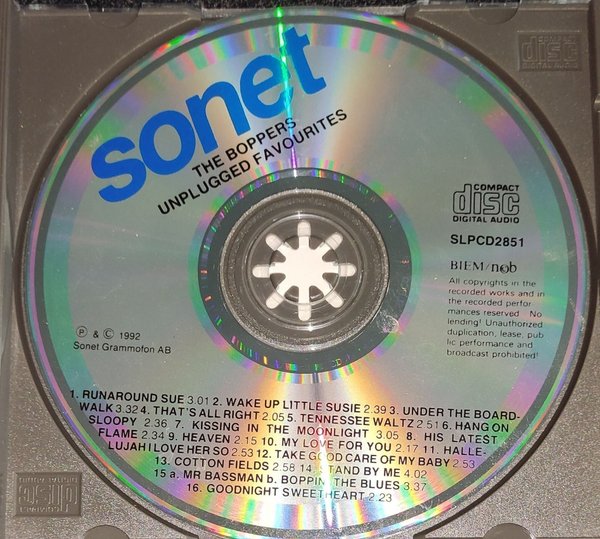 sonet
THE BOPPERS
UNPLUGGED FAVOURITES
COMPACT
disc
DIGITAL AUDIO
SLPCD2851
BIEM/n©b
All copyrights in the
recorded works and in
the recorded perfor-
mances reserved. No
lending! Unauthorized
duplication, lease, pub
lic performance and
broadcast prohibited!
℗ & © 1992
Sonet Grammofon AB
1. RUNAROUND SUE 3.01 2. WAKE UP LITTLE SUSIE 2.39 3. UNDER THE BOARD-
WALK 3.32 4. THAT'S ALL RIGHT 2.05 5. TENNESSEE WALTZ 2.51 6. HANG ON
SLOOPY 2.36 7. KISSING IN THE MOONLIGHT 3.05 8. HIS LATEST
FLAME 2.34 9. HEAVEN 2.15 10. MY LOVE FOR YOU 2.17 11. HALLE-
LUJAH I LOVE HER SO 2.53 12. TAKE GOOD CARE OF MY BABY 2.53
13. COTTON FIELDS 2.58 14. STAND BY ME 4.02
15 a. MR BASSMAN b. BOPPIN' THE BLUES 3.37
16. GOODNIGHT SWEETHEART 2.23
disc
DIGITAL AUDIO
disc